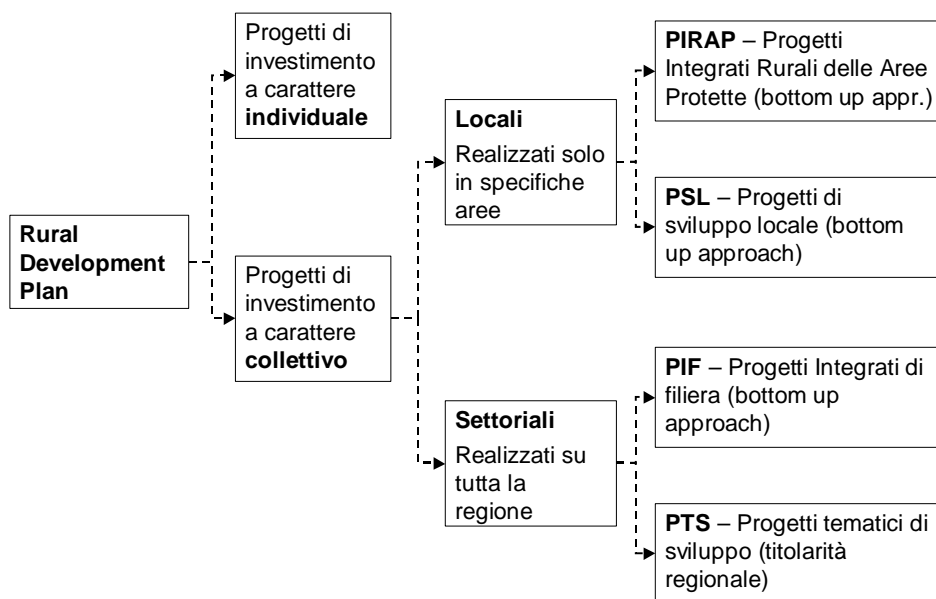 Rural
Development
Plan
Progetti di
investimento
a carattere
individuale
Progetti di
investimento
a carattere
collettivo
Locali
Realizzati solo
in specifiche
aree
Settoriali
Realizzati su
tutta la
regione
PIRAP – Progetti
Integrati Rurali delle Aree
Protette (bottom up appr.)
PSL – Progetti di
sviluppo locale (bottom
up approach)
PIF – Progetti Integrati di
filiera (bottom up
approach)
PTS – Progetti tematici di
sviluppo (titolarità
regionale)